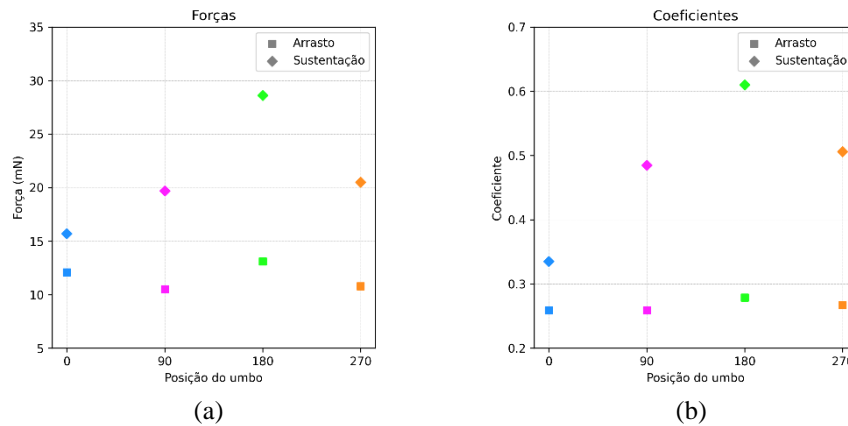 Forças
35
30
25
20
15
10
5
Força (mN)
Arrasto
Sustentação
0
90
180
270
Posição do umbo
(a)
Coeficientes
0.7
0.6
0.5
0.4
0.3
0.2
Coeficiente
Arrasto
Sustentação
0
90
180
270
Posição do umbo
(b)